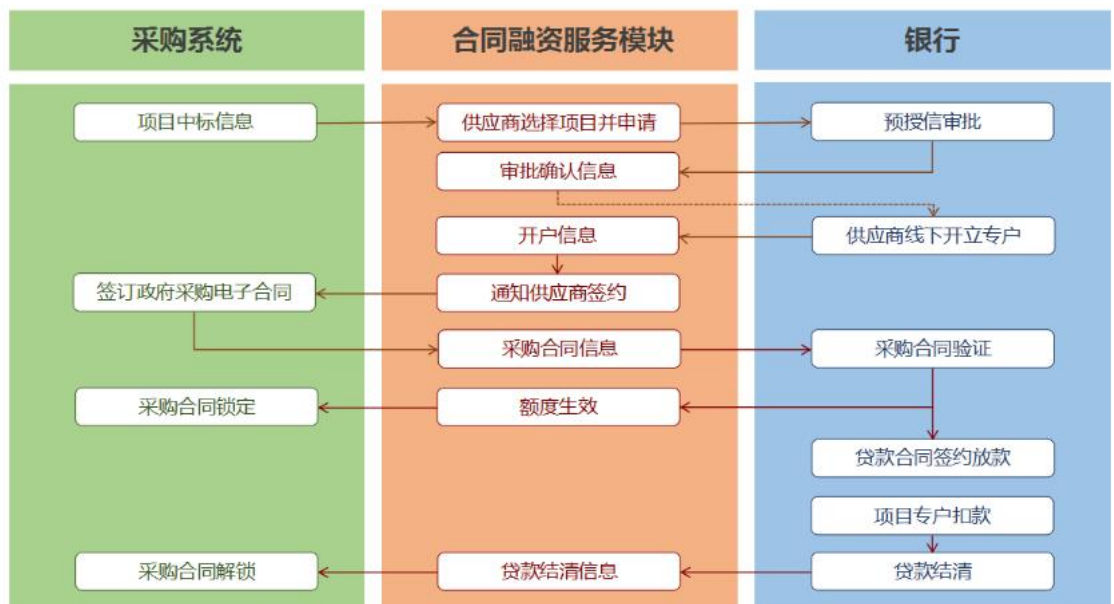 采购系统
合同融资服务模块
银行
项目中标信息
供应商选择项目并申请
预授信审批
审批确认信息
开户信息
供应商线下开立专户
签订政府采购电子合同
通知供应商签约
采购合同信息
采购合同验证
采购合同锁定
额度生效
贷款合同签约放款
项目专户扣款
采购合同解锁
贷款结清信息
贷款结清